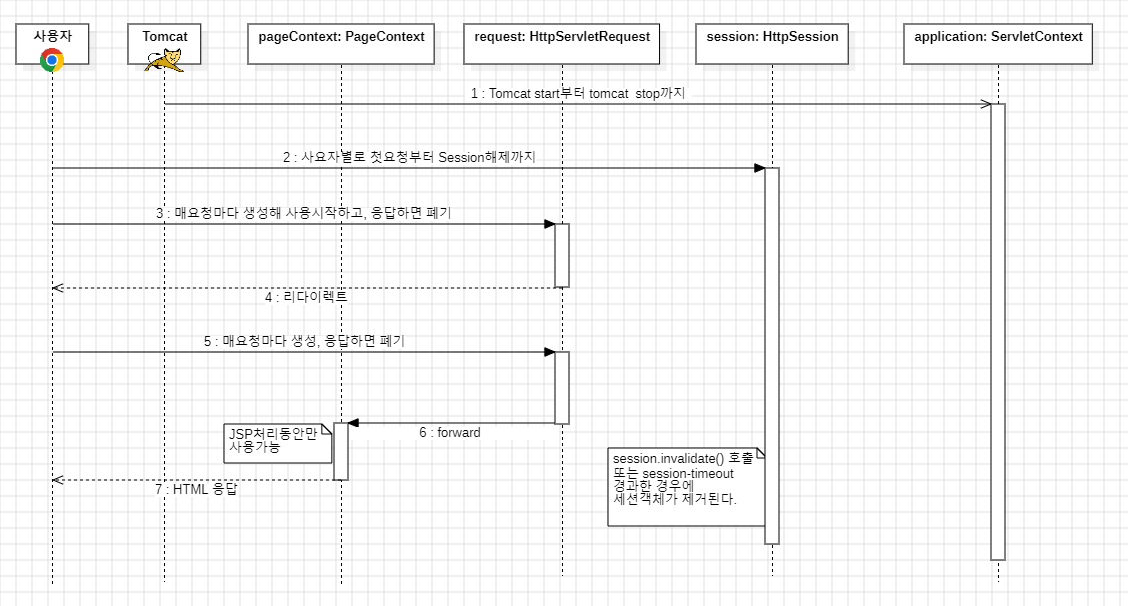 사용자
Tomcat
pageContext: PageContext
request: HttpServletRequest
session: HttpSession
application: ServletContext
1 : Tomcat start부터 tomcat stop까지
2 : 사요자별로 첫요청부터 Session해제까지
3 : 매요청마다 생성해 사용시작하고, 응답하면 폐기
4 : 리다이렉트
5 : 매요청마다 생성, 응답하면 폐기
6 : forward
JSP처리동안만
사용가능
session.invalidate() 호출
또는 session-timeout
경과한 경우에
세션객체가 제거된다.
7 : HTML 응답